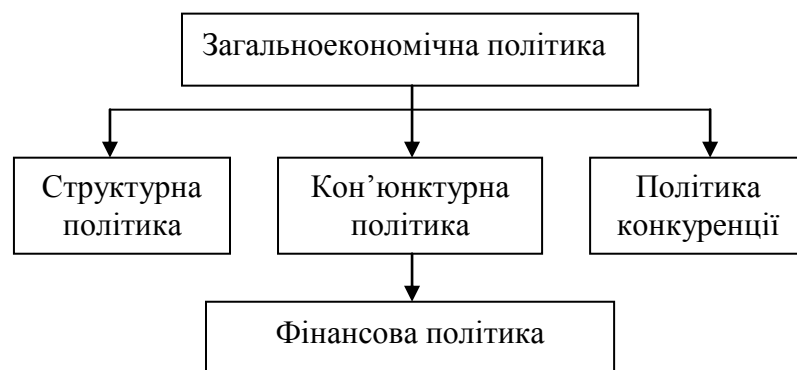 Загальноекономічна політика
Структурна
політика
Кон’юнктурна
політика
Політика
конкуренції
Фінансова політика